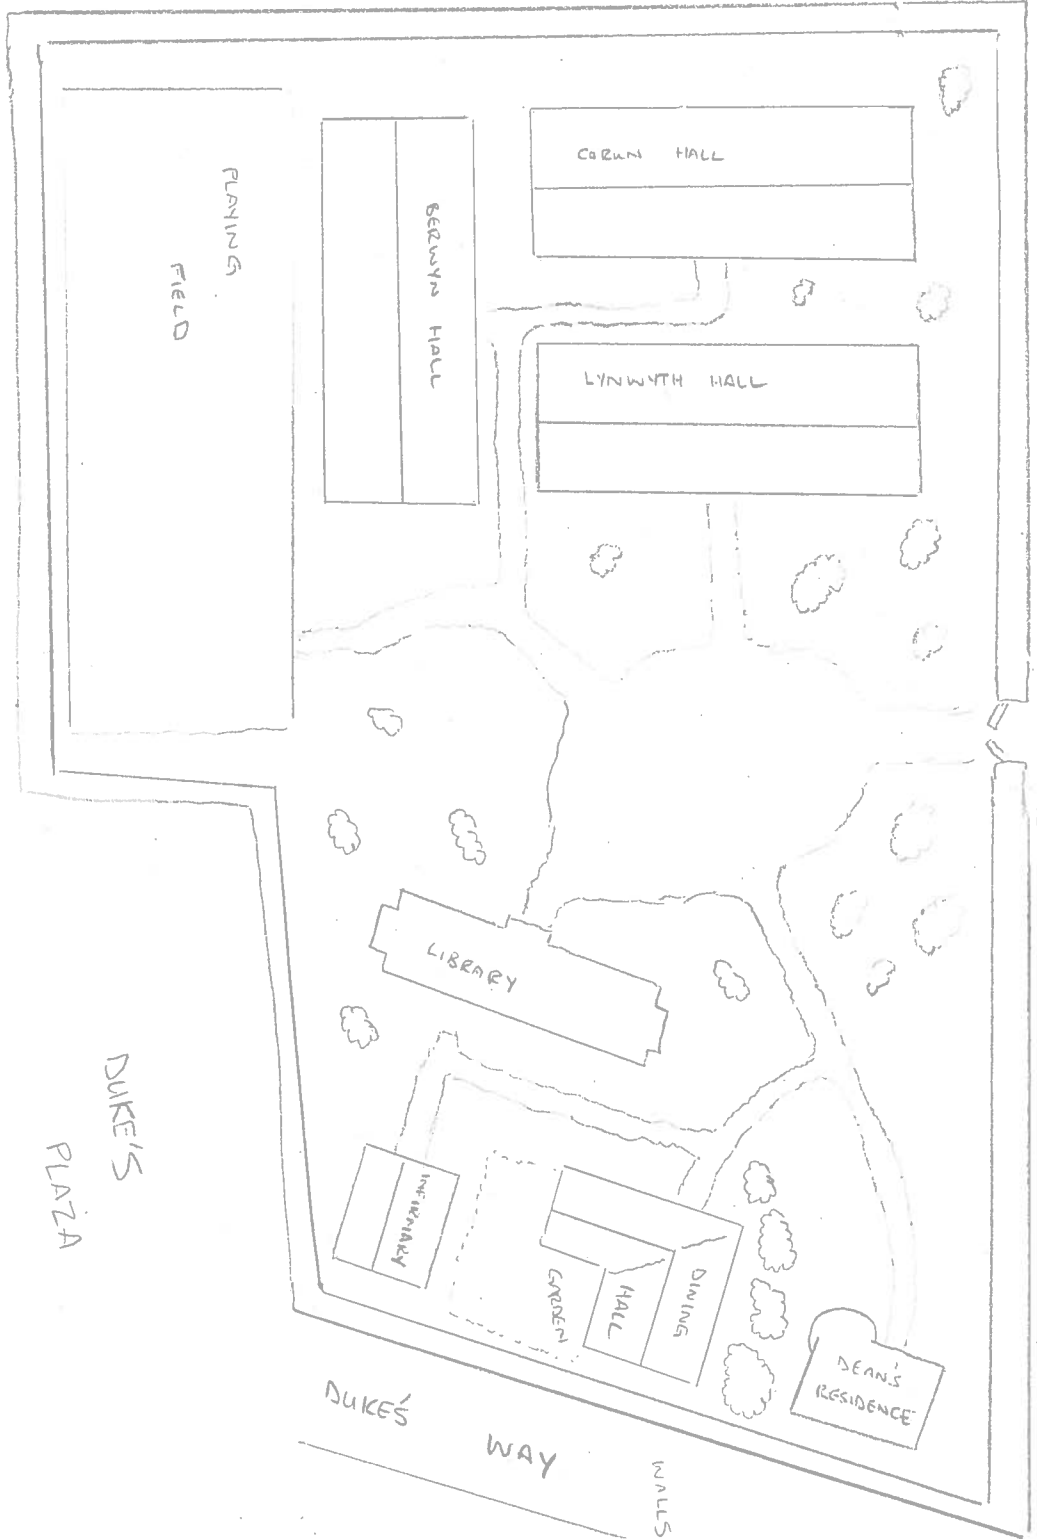 CORWN HALL
PLAYING
FIELD
BERWYN HALL
LYNWYTH HALL
LIBRARY
INFIRMARY
DINING
HALL
GARDEN
DEAN'S
RESIDENCE
DUKE'S
PLAZA
DUKE'S
WAY
WALLS